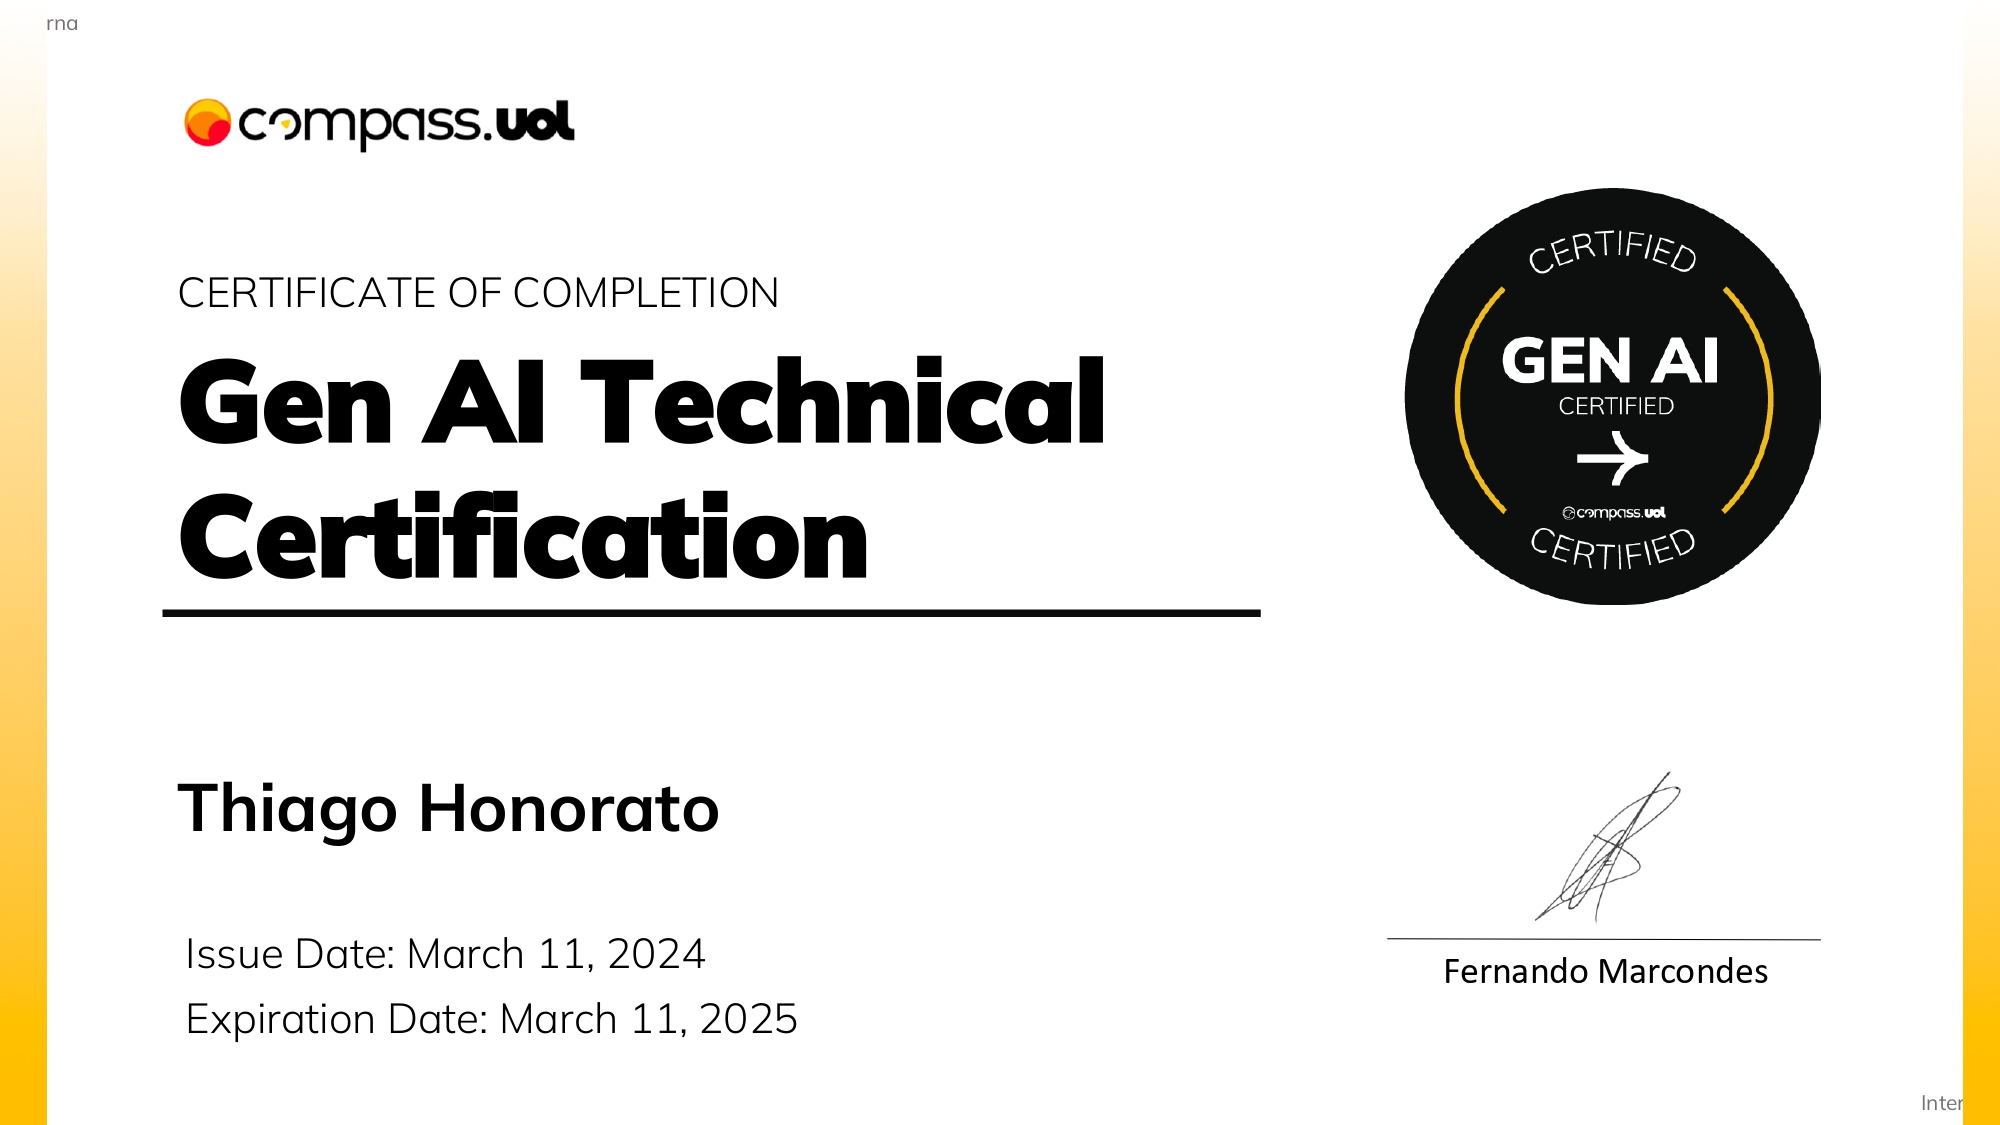 rna
compass.uol
CERTIFICATE OF COMPLETION
Gen AI Technical
Certification
CERTIFIED
GEN AI
CERTIFIED
compass.uol
CERTIFIED
Thiago Honorato
Issue Date: March 11, 2024
Expiration Date: March 11, 2025
Fernando Marcondes
Inter